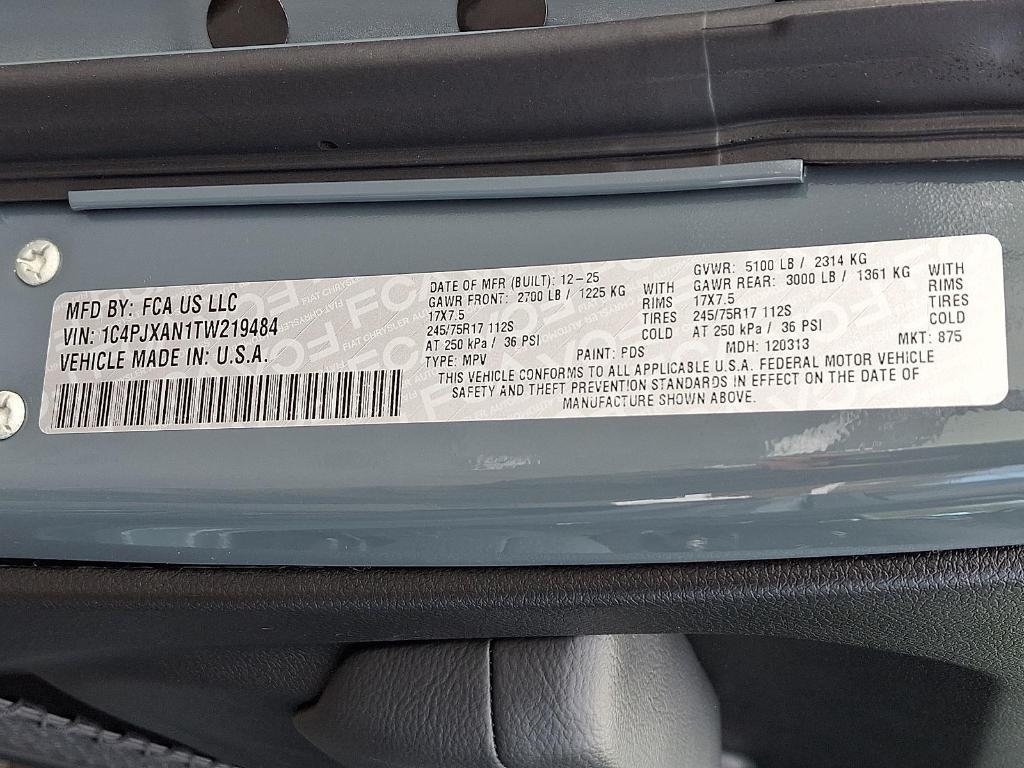 MFD BY: FCA US LLC
VIN: 1C4PJXAN1TW219484
VEHICLE MADE IN: U.S.A.
DATE OF MFR (BUILT): 12-25
GAWR FRONT: 2700 LB / 1225 KG WITH
17X7.5 RIMS
245/75R17 112S TIRES
AT 250 kPa / 36 PSI COLD
GVWR: 5100 LB / 2314 KG
GAWR REAR: 3000 LB / 1361 KG WITH
17X7.5 RIMS
245/75R17 112S TIRES
AT 250 kPa / 36 PSI COLD
TYPE: MPV PAINT: PDS MDH: 120313 MKT: 875
THIS VEHICLE CONFORMS TO ALL APPLICABLE U.S.A. FEDERAL MOTOR VEHICLE
SAFETY AND THEFT PREVENTION STANDARDS IN EFFECT ON THE DATE OF
MANUFACTURE SHOWN ABOVE.